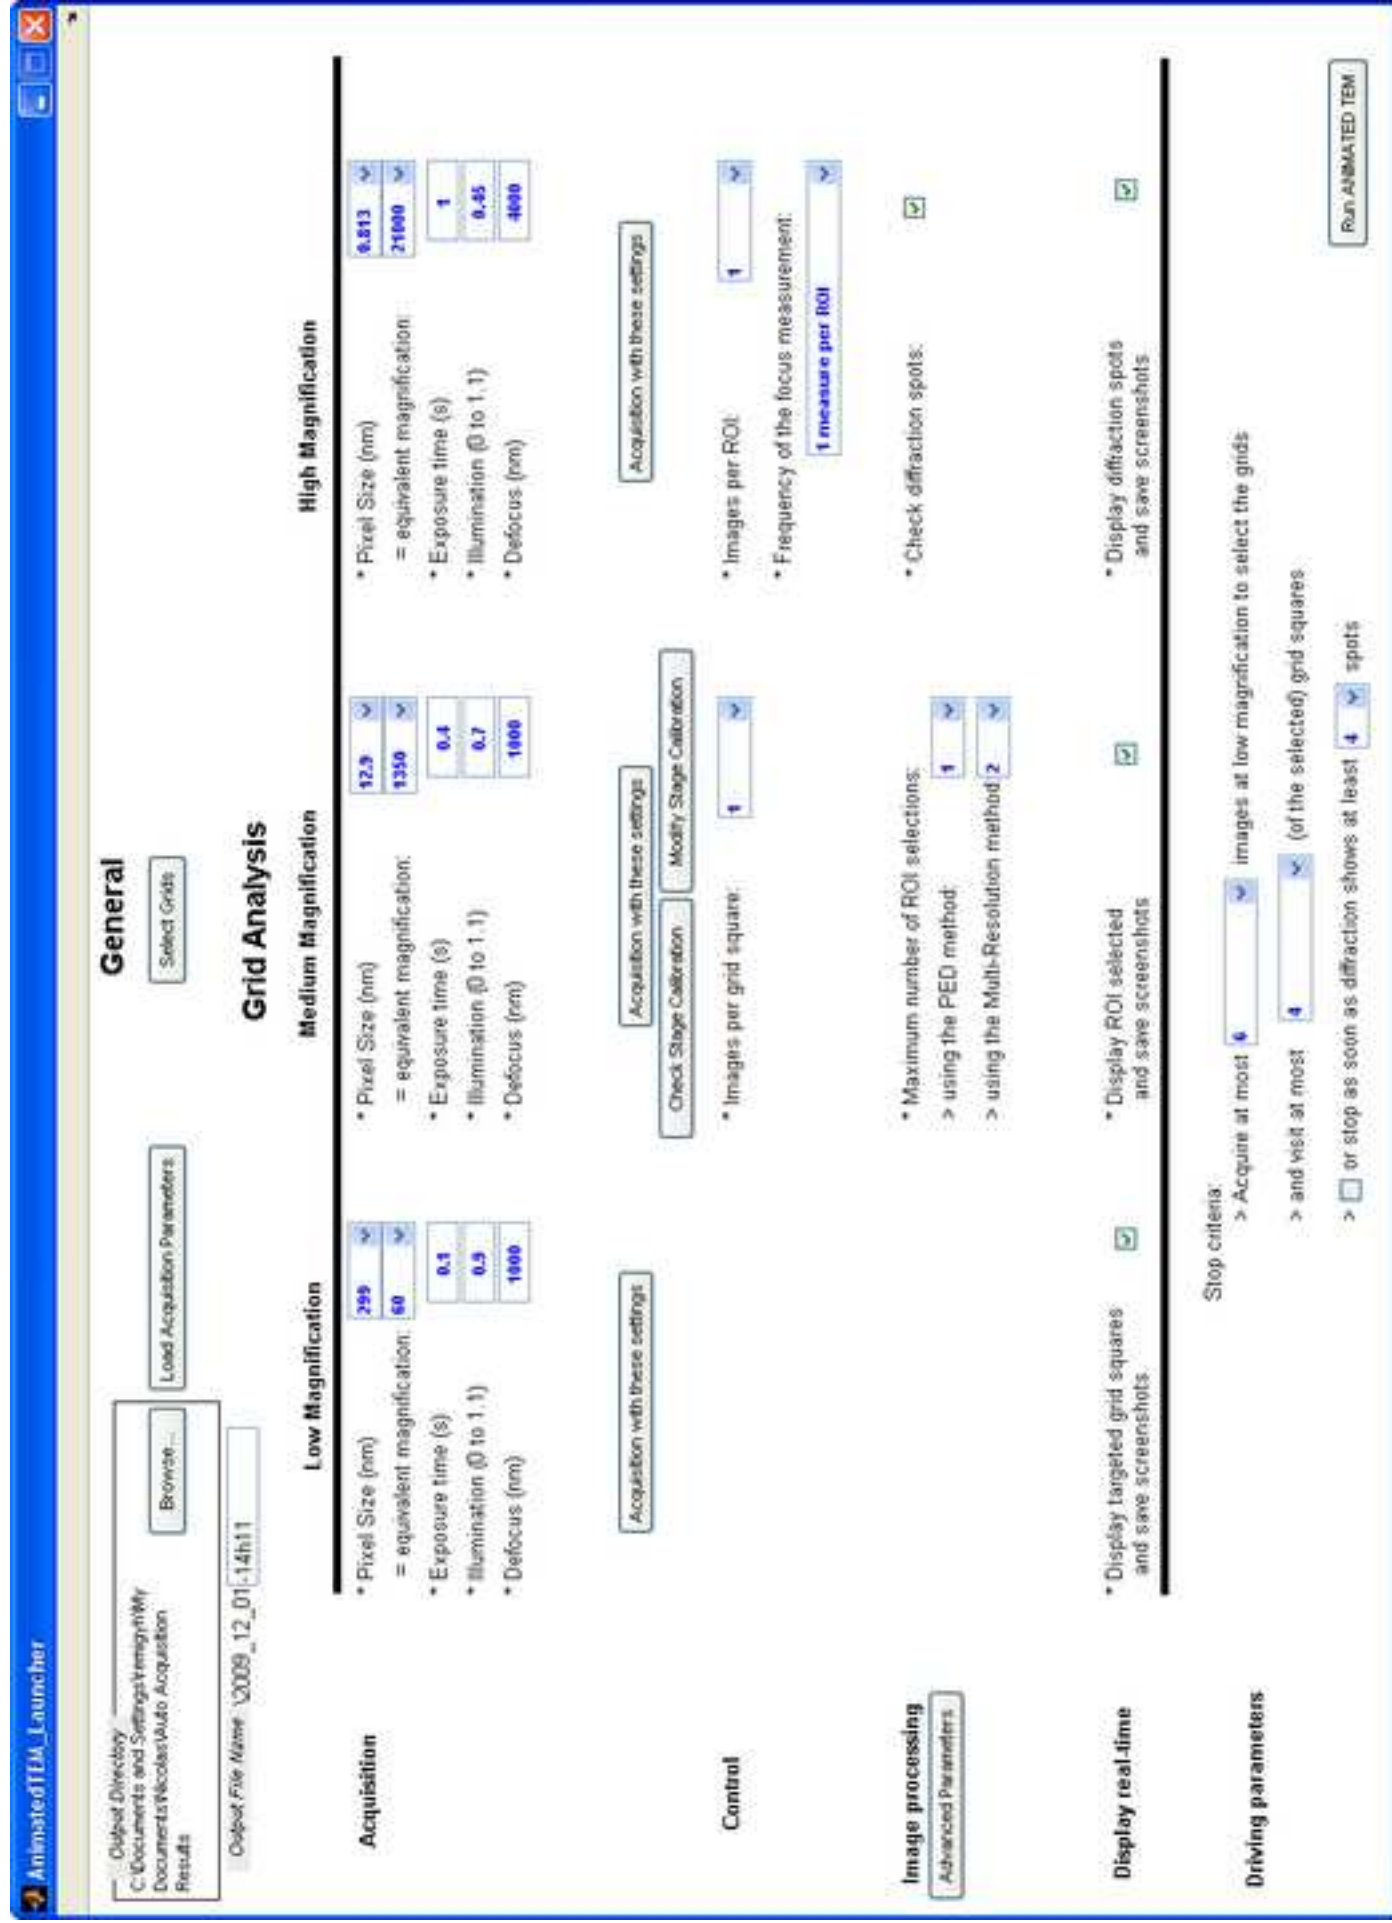 AnimatedTEM_Launcher
General
Output Directory
C:\Documents and Settings\remigyh\My
Documents\Nicolas\Auto Acquisition
Results
Browse...
Load Acquisition Parameters
Select Grids
Output File Name \2009_12_01 -14h11
Grid Analysis
Low Magnification
Medium Magnification
High Magnification
Acquisition
* Pixel Size (nm) 299
= equivalent magnification: 60
* Exposure time (s) 0.1
* Illumination (0 to 1.1) 0.9
* Defocus (nm) 1000
Acquisition with these settings
* Pixel Size (nm) 12.9
= equivalent magnification: 1350
* Exposure time (s) 0.4
* Illumination (0 to 1.1) 0.7
* Defocus (nm) 1000
Acquisition with these settings
Check Stage Calibration
Modify Stage Calibration
* Pixel Size (nm) 0.813
= equivalent magnification: 21000
* Exposure time (s) 1
* Illumination (0 to 1.1) 0.45
* Defocus (nm) 4000
Acquisition with these settings
Control
* Images per grid square: 1
* Images per ROI: 1
* Frequency of the focus measurement:
1 measure per ROI
Image processing
Advanced Parameters
* Maximum number of ROI selections:
> using the PED method: 1
> using the Multi-Resolution method: 2
* Check diffraction spots:
Display real-time
* Display targeted grid squares
and save screenshots
* Display ROI selected
and save screenshots
* Display diffraction spots
and save screenshots
Driving parameters
Stop criteria:
> Acquire at most 6 images at low magnification to select the grids
> and visit at most 4 (of the selected) grid squares
> or stop as soon as diffraction shows at least 4 spots
Run ANIMATED TEM